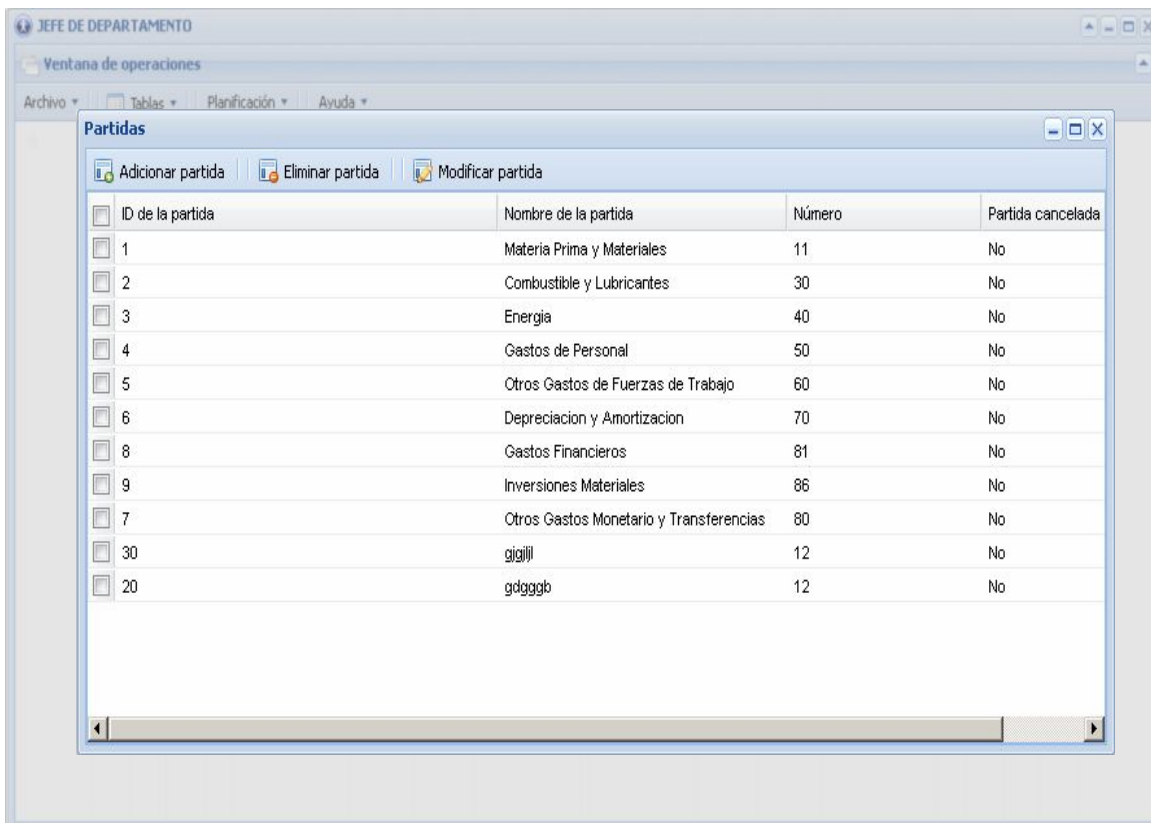 JEFE DE DEPARTAMENTO
Ventana de operaciones
Archivo Tablas Planificación Ayuda
Partidas
Adicionar partida Eliminar partida Modificar partida
ID de la partida Nombre de la partida Número Partida cancelada
1 Materia Prima y Materiales 11 No
2 Combustible y Lubricantes 30 No
3 Energia 40 No
4 Gastos de Personal 50 No
5 Otros Gastos de Fuerzas de Trabajo 60 No
6 Depreciacion y Amortizacion 70 No
8 Gastos Financieros 81 No
9 Inversiones Materiales 86 No
7 Otros Gastos Monetario y Transferencias 80 No
30 gjgiljl 12 No
20 gdgggb 12 No